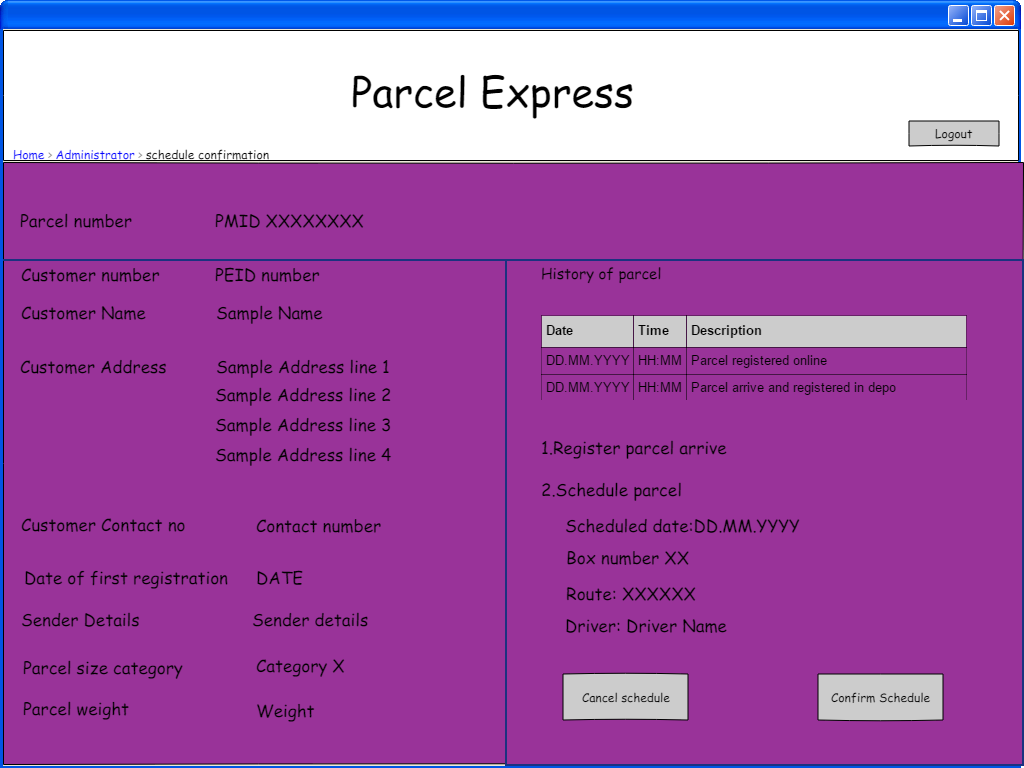 Parcel Express
Logout
Home > Administrator > schedule confirmation
Parcel number PMID XXXXXXXX
Customer number PEID number
Customer Name Sample Name
Customer Address Sample Address line 1
Sample Address line 2
Sample Address line 3
Sample Address line 4
Customer Contact no Contact number
Date of first registration DATE
Sender Details Sender details
Parcel size category Category X
Parcel weight Weight
History of parcel
Date Time Description
DD.MM.YYYY HH:MM Parcel registered online
DD.MM.YYYY HH:MM Parcel arrive and registered in depo
1.Register parcel arrive
2.Schedule parcel
Scheduled date:DD.MM.YYYY
Box number XX
Route: XXXXXX
Driver: Driver Name
Cancel schedule Confirm Schedule